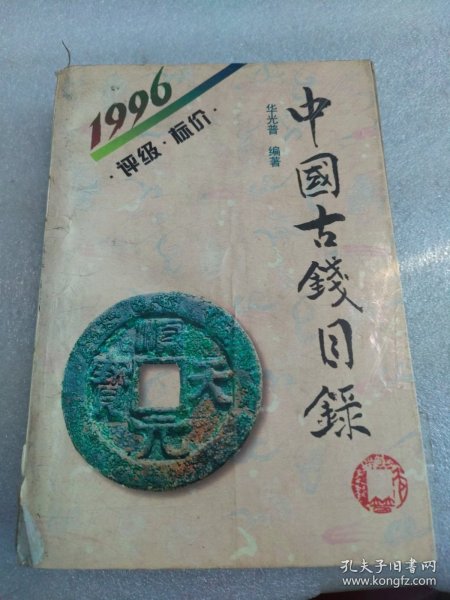 1996
·评级·标价·
华光普 编著
中國古錢目錄
順天元寶
孔夫子旧书网
www.kongfz.com